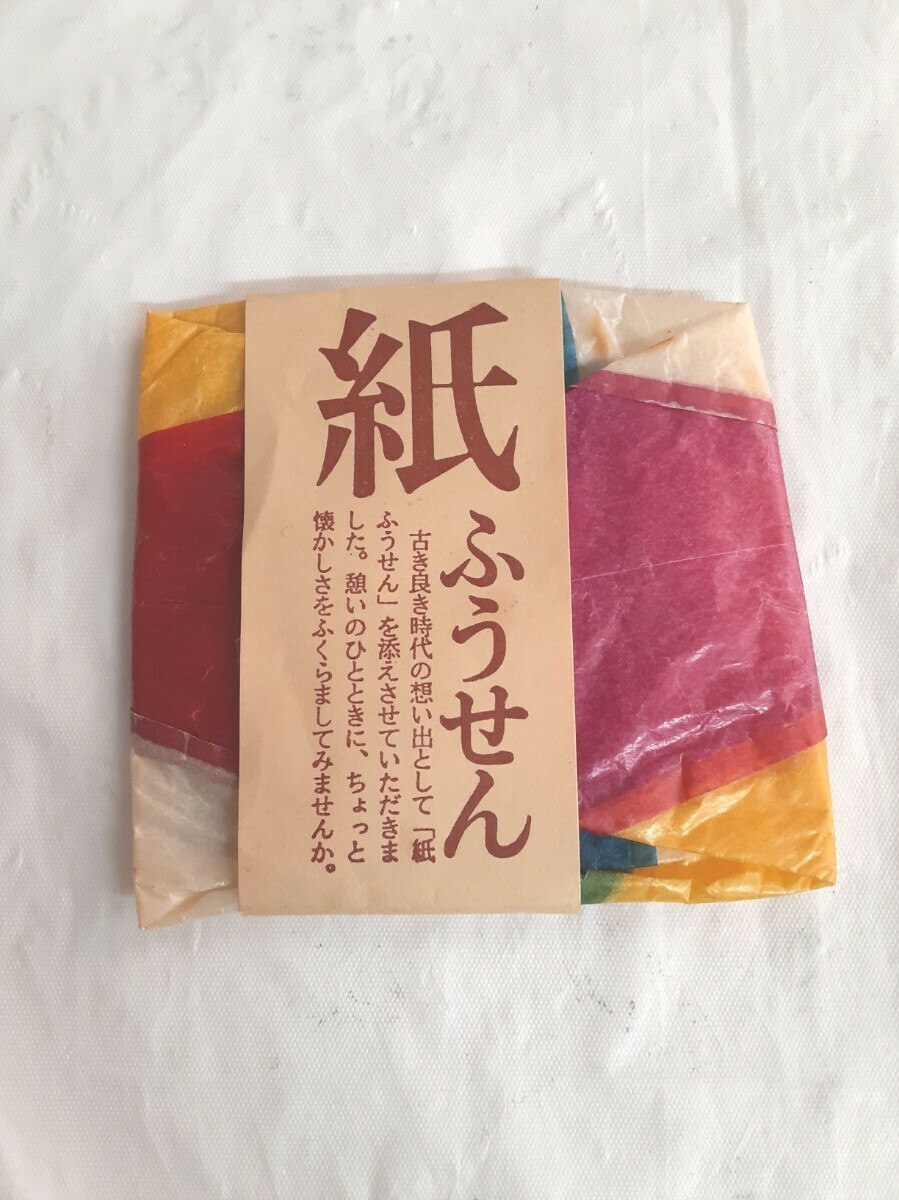 紙ふうせん
古き良き時代の想い出として「紙
ふうせん」を添えさせていただきま
した。憩いのひとときに、ちょっと
懐かしさをふくらましてみませんか。